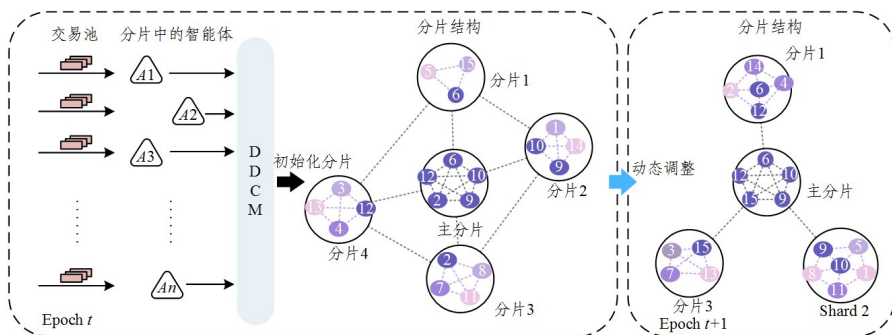 交易池
分片中的智能体
A1
A2
A3
An
D
D
C
M
Epoch t
初始化分片
分片结构
5
15
6
分片1
1
10
14
9
分片2
6
12
10
2
9
主分片
3
13
12
4
分片4
2
8
7
11
分片3
动态调整
分片结构
分片1
14
2
6
4
12
6
12
10
15
9
主分片
3
15
7
13
分片3
Epoch t+1
9
5
10
8
11
Shard 2